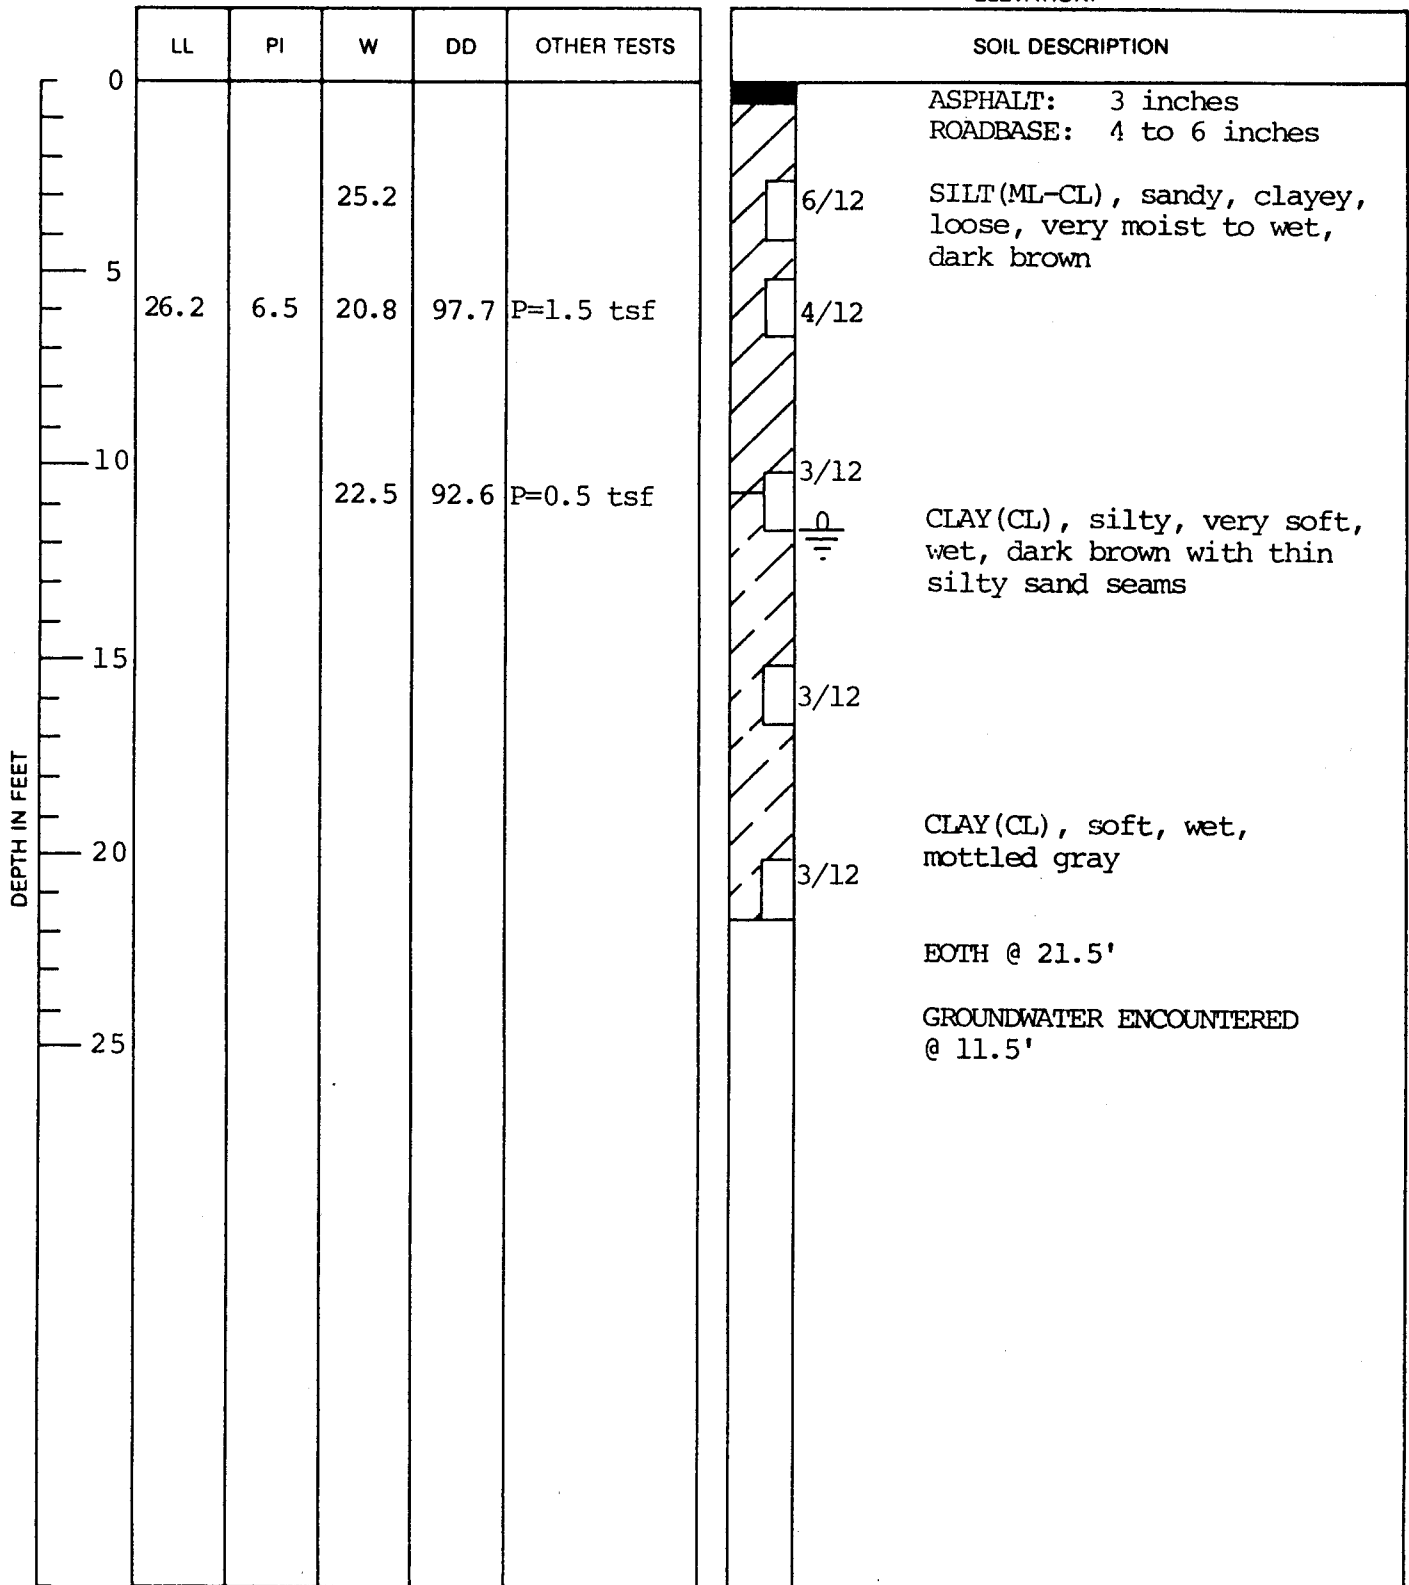 LL PI W DD OTHER TESTS SOIL DESCRIPTION
0
ASPHALT: 3 inches
ROADBASE: 4 to 6 inches
25.2
6/12
SILT(ML-CL), sandy, clayey,
loose, very moist to wet,
dark brown
5
26.2 6.5 20.8 97.7 P=1.5 tsf
4/12
10
3/12
22.5 92.6 P=0.5 tsf
0
CLAY(CL), silty, very soft,
wet, dark brown with thin
silty sand seams
15
3/12
DEPTH IN FEET
CLAY(CL), soft, wet,
mottled gray
20
3/12
EOTH @ 21.5'
GROUNDWATER ENCOUNTERED
@ 11.5'
25